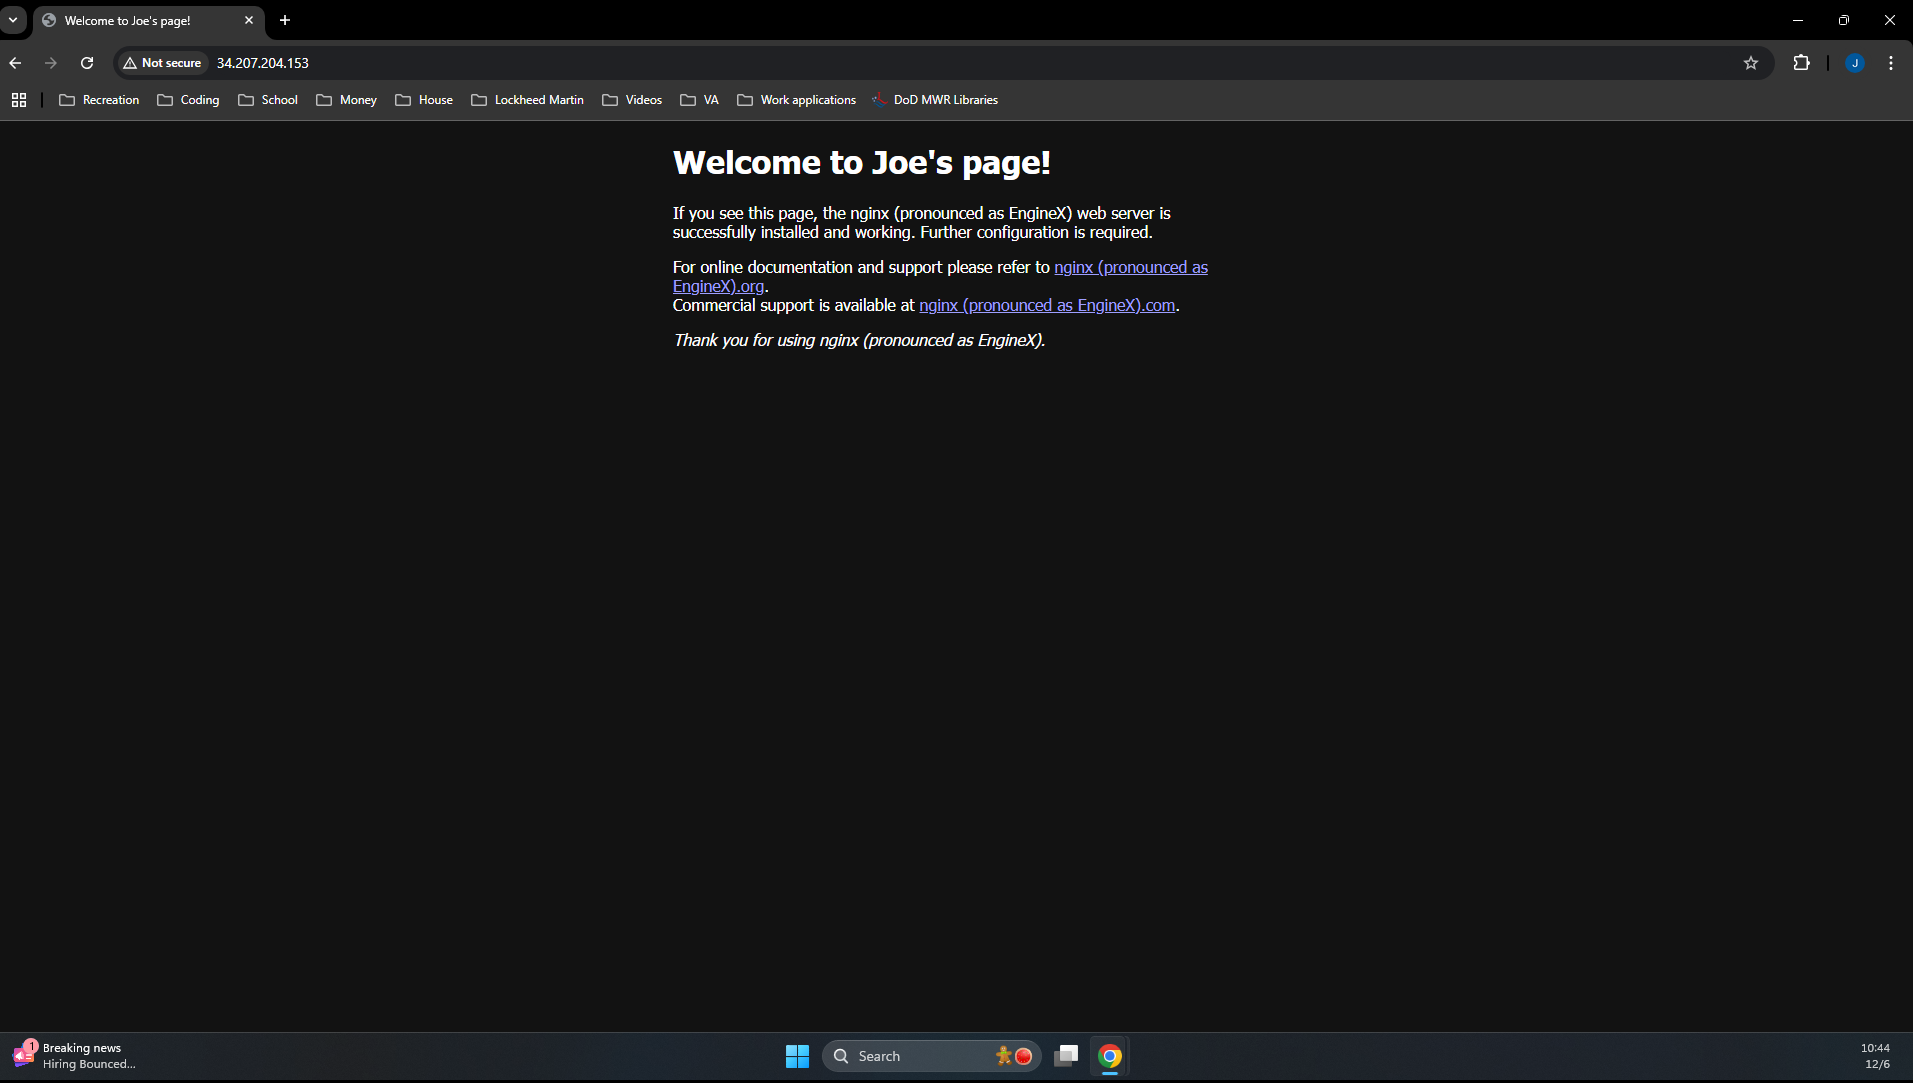 Welcome to Joe's page!
Not secure 34.207.204.153
J
Recreation Coding School Money House Lockheed Martin Videos VA Work applications DoD MWR Libraries
Welcome to Joe's page!
If you see this page, the nginx (pronounced as EngineX) web server is
successfully installed and working. Further configuration is required.
For online documentation and support please refer to nginx (pronounced as
EngineX).org.
Commercial support is available at nginx (pronounced as EngineX).com.
Thank you for using nginx (pronounced as EngineX).
1
Breaking news
Hiring Bounced...
Search
10:44
12/6